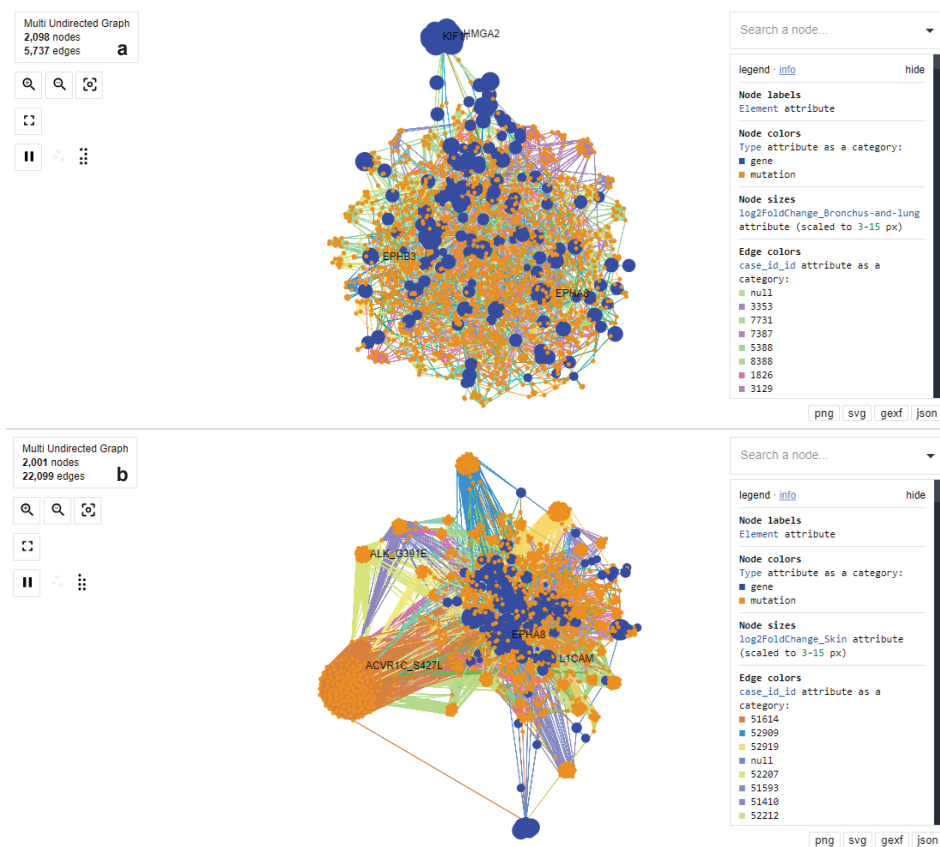 Multi Undirected Graph
2,098 nodes
5,737 edges
a
HMGA2
EPHB3
EPHA8
Search a node...
legend · info hide
Node labels
Element attribute
Node colors
Type attribute as a category:
gene
mutation
Node sizes
log2FoldChange_Bronchus-and-lung
attribute (scaled to 3-15 px)
Edge colors
case_id_id attribute as a
category:
null
3353
7731
7387
5388
8388
1826
3129
png svg gexf json
Multi Undirected Graph
2,001 nodes
22,099 edges
b
ALK_G391E
EPHA8
L1CAM
ACVR1C_S427L
Search a node...
legend · info hide
Node labels
Element attribute
Node colors
Type attribute as a category:
gene
mutation
Node sizes
log2FoldChange_Skin attribute
(scaled to 3-15 px)
Edge colors
case_id_id attribute as a
category:
51614
52909
52919
null
52207
51593
51410
52212
png svg gexf json